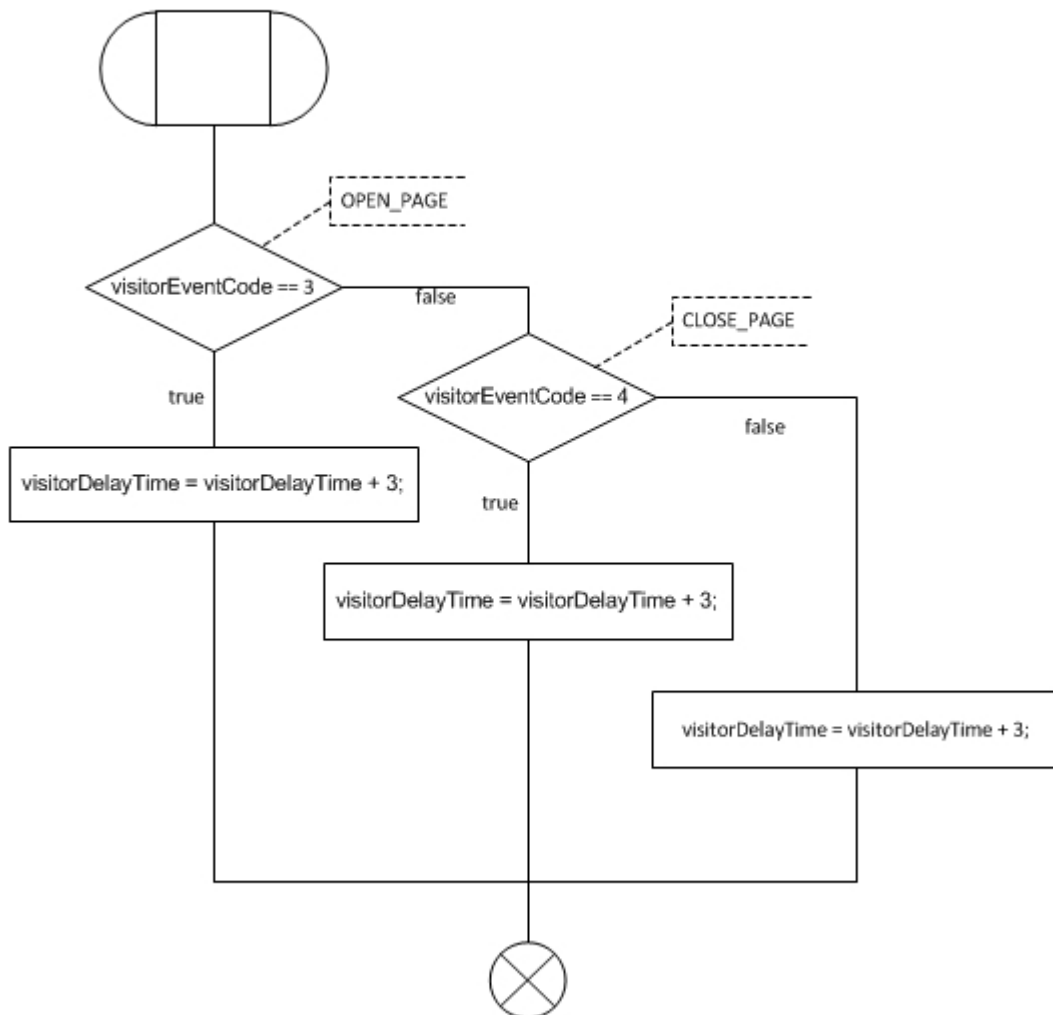 OPEN_PAGE
visitorEventCode == 3
false
CLOSE_PAGE
true
visitorEventCode == 4
false
visitorDelayTime = visitorDelayTime + 3;
true
visitorDelayTime = visitorDelayTime + 3;
visitorDelayTime = visitorDelayTime + 3;